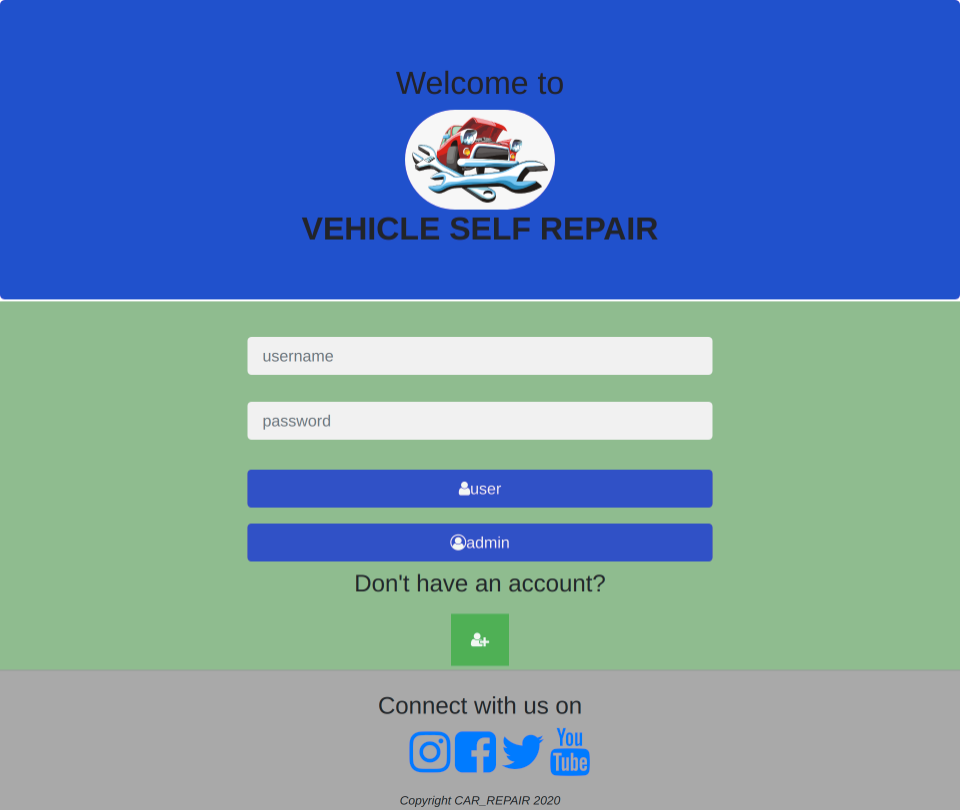 Welcome to
VEHICLE SELF REPAIR
username
password
user
admin
Don't have an account?
Connect with us on
You
Tube
Copyright CAR_REPAIR 2020